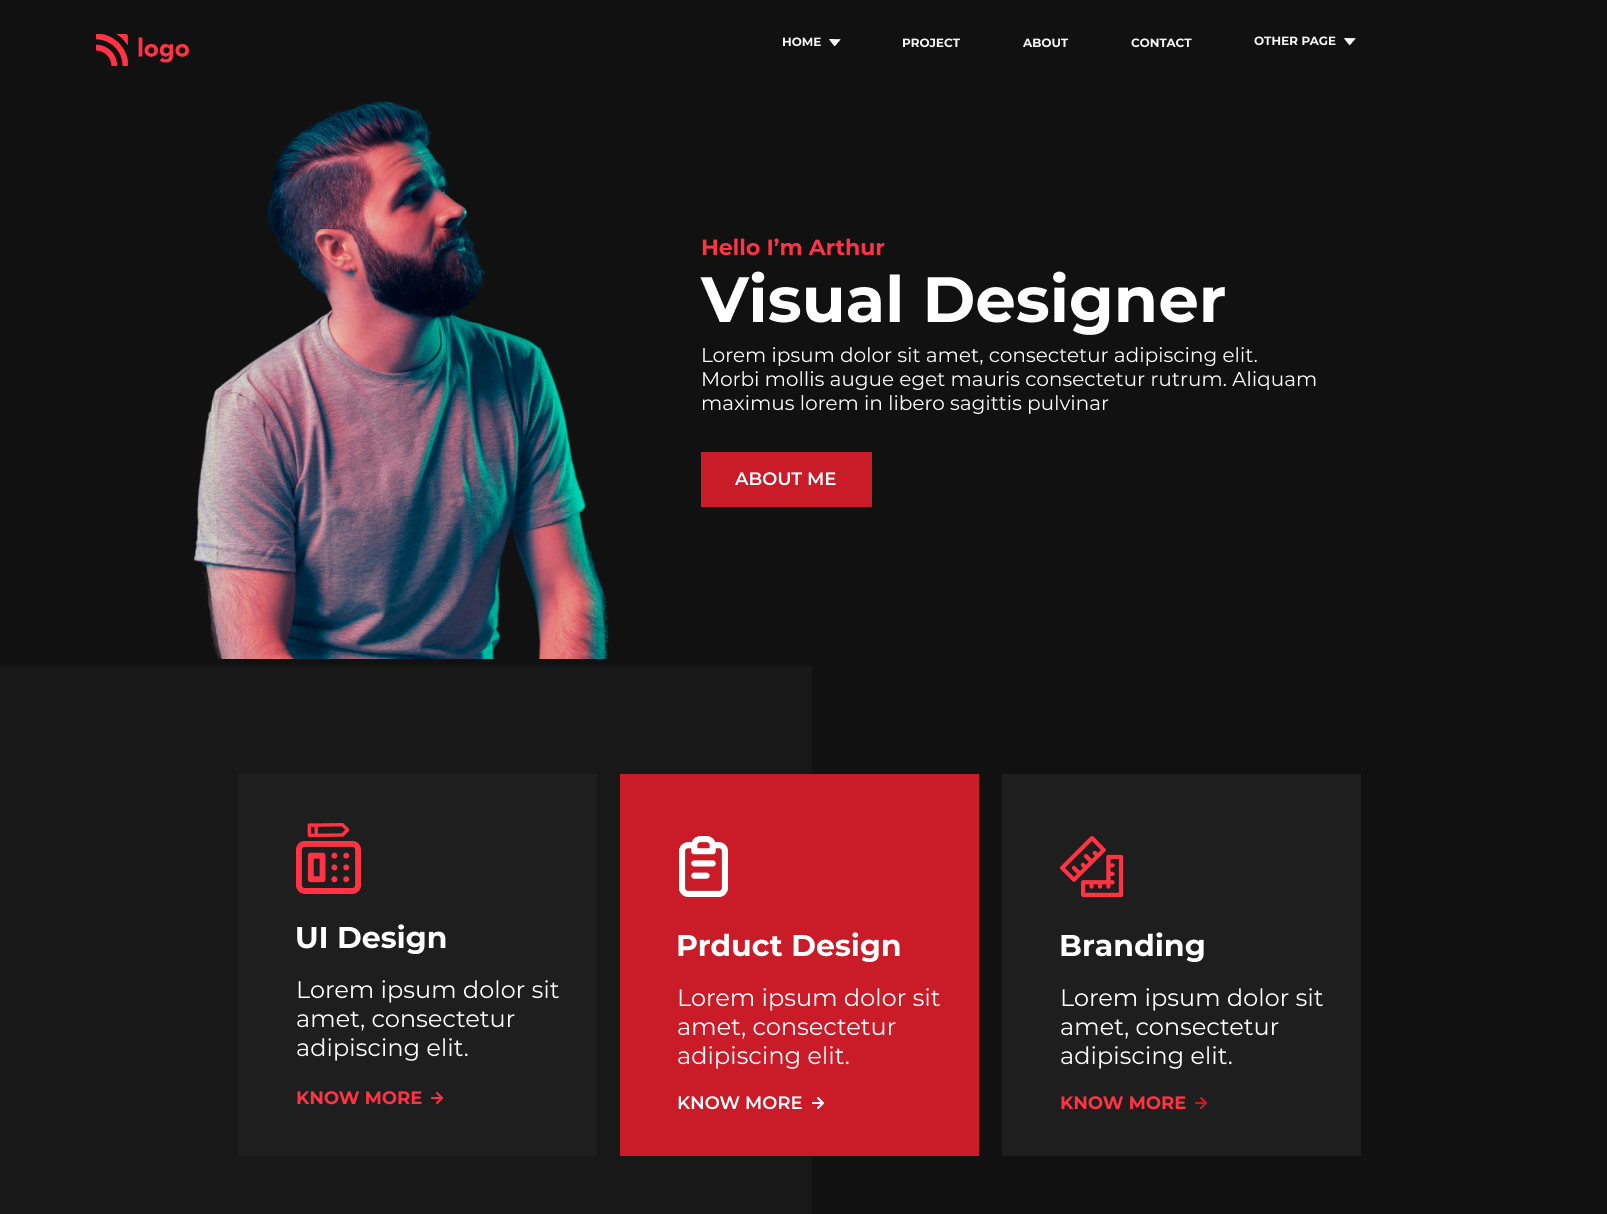 logo
HOME
PROJECT
ABOUT
CONTACT
OTHER PAGE
Hello I’m Arthur
Visual Designer
Lorem ipsum dolor sit amet, consectetur adipiscing elit.
Morbi mollis augue eget mauris consectetur rutrum. Aliquam
maximus lorem in libero sagittis pulvinar
ABOUT ME
UI Design
Lorem ipsum dolor sit
amet, consectetur
adipiscing elit.
KNOW MORE →
Prduct Design
Lorem ipsum dolor sit
amet, consectetur
adipiscing elit.
KNOW MORE →
Branding
Lorem ipsum dolor sit
amet, consectetur
adipiscing elit.
KNOW MORE →